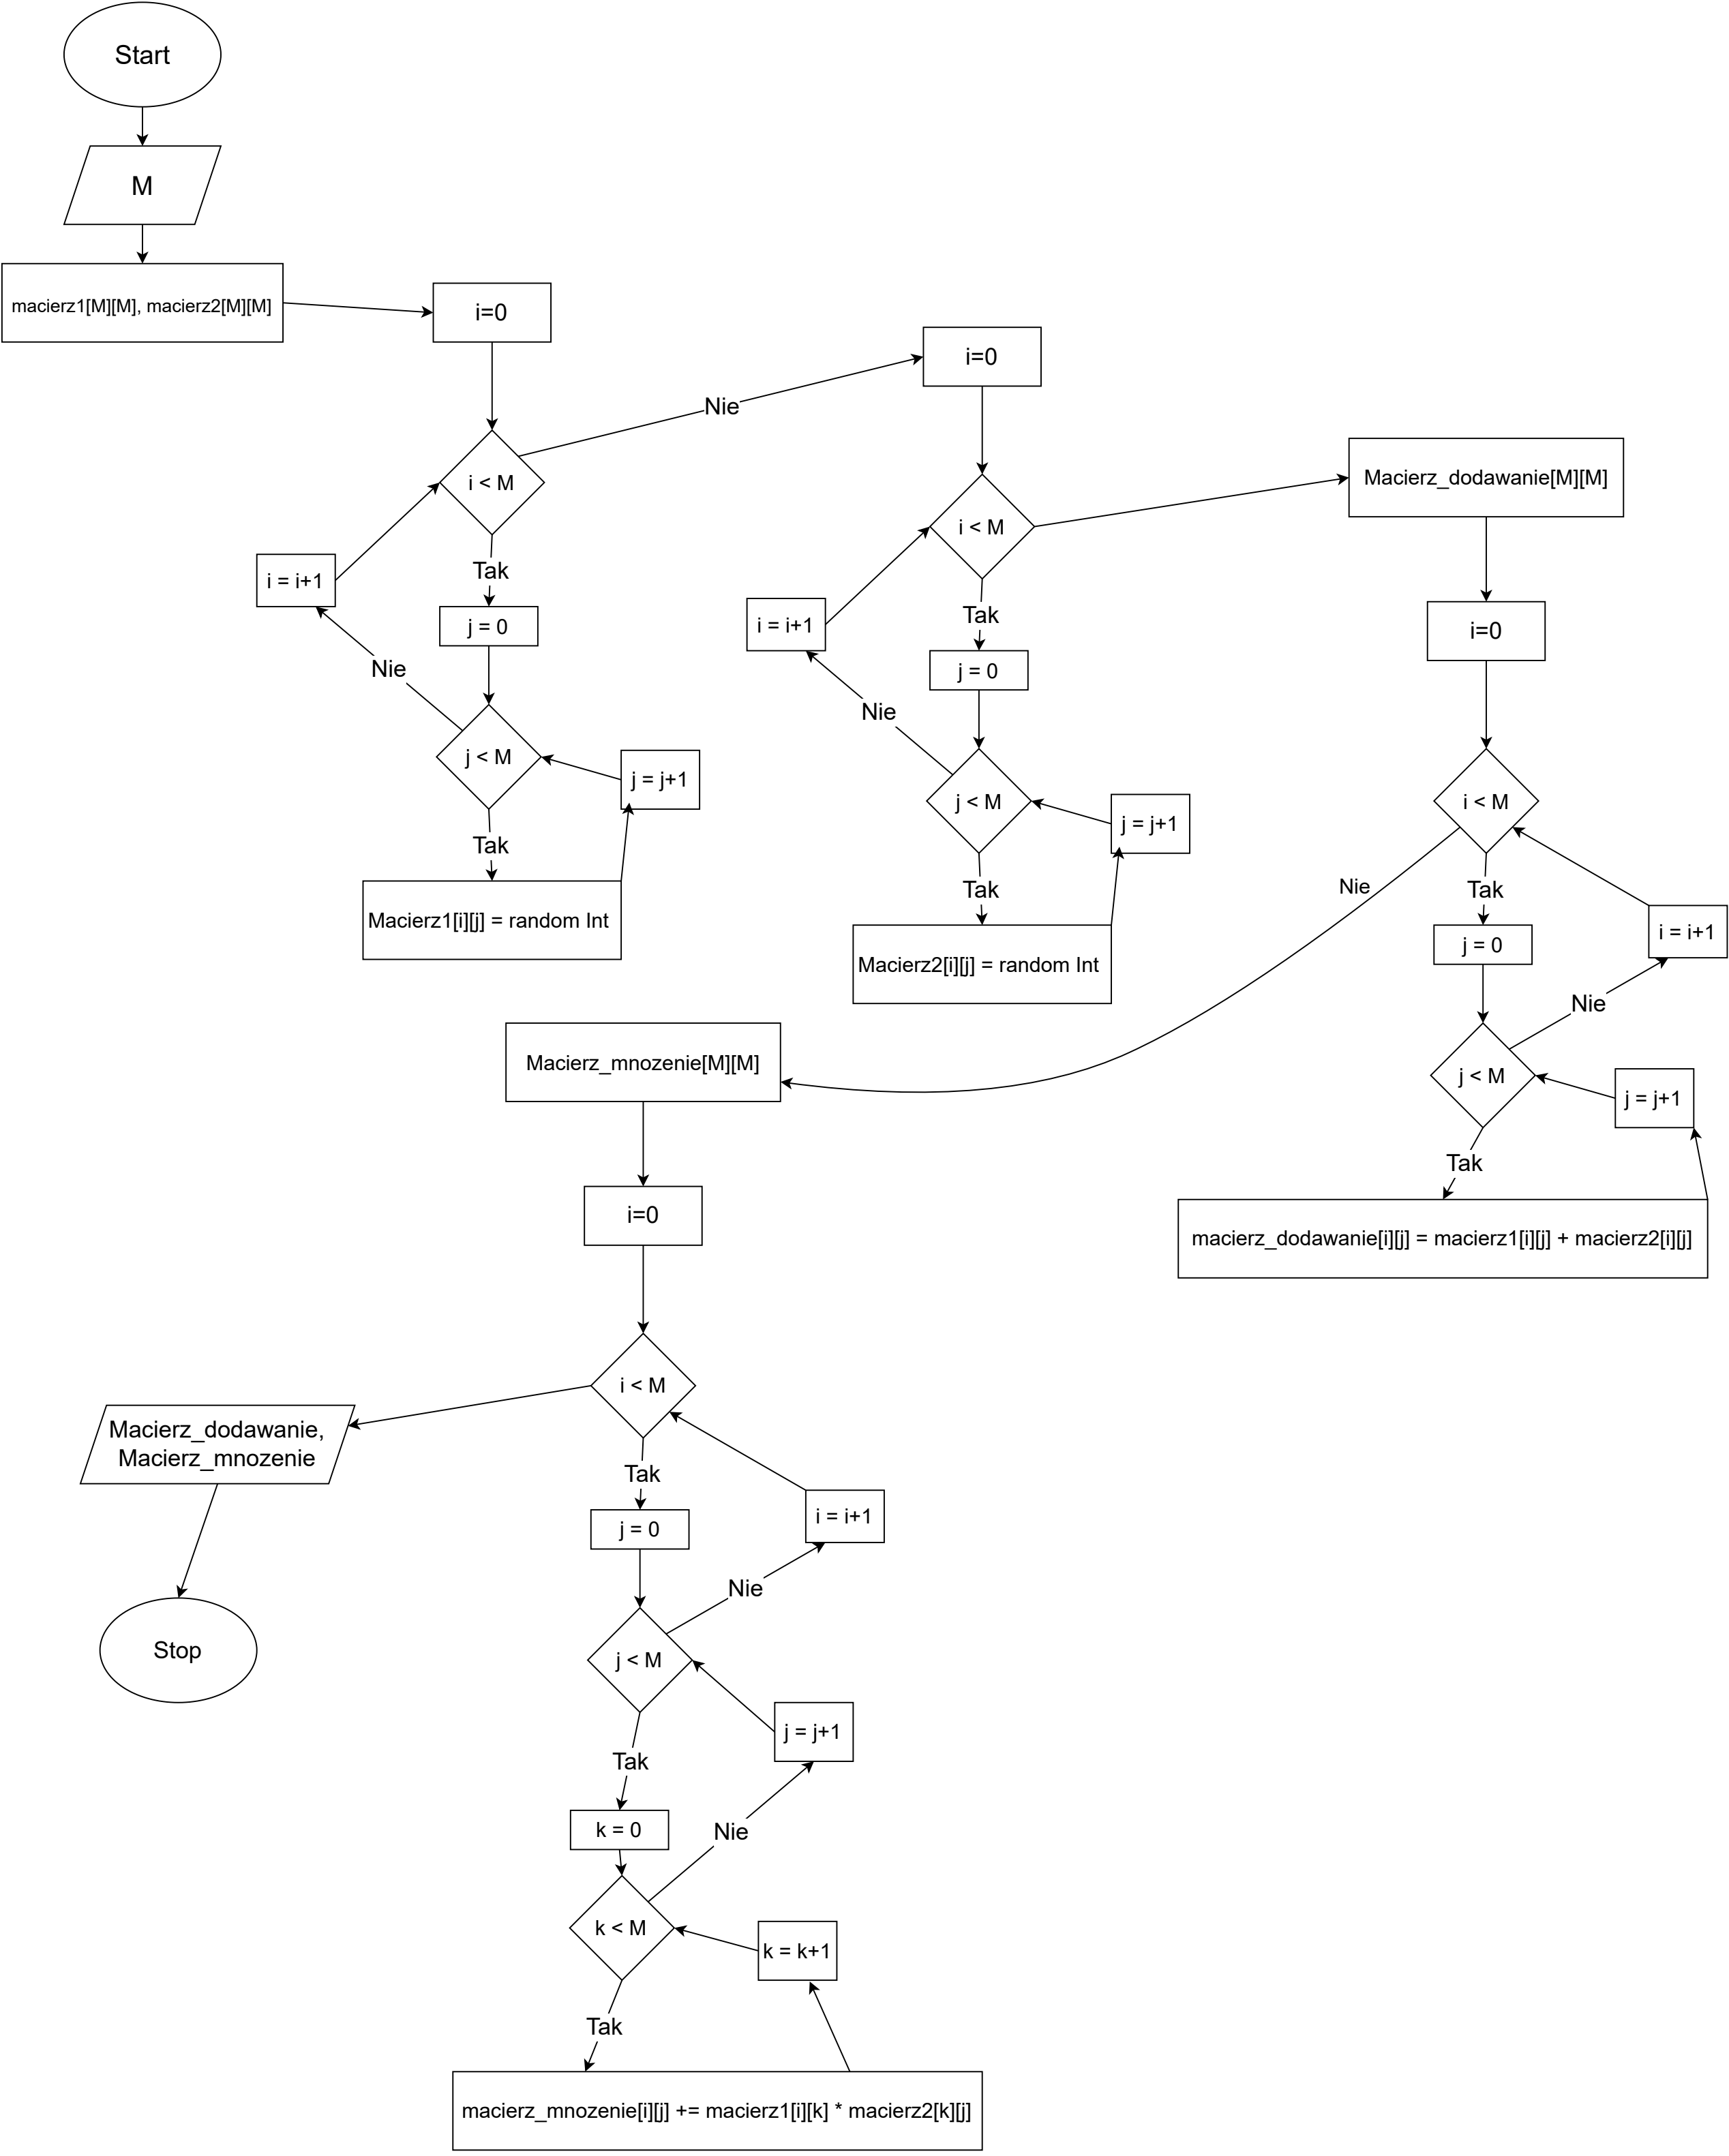 Start
M
macierz1[M][M], macierz2[M][M]
i=0
i < M
Tak
j = 0
j < M
Tak
Macierz1[i][j] = random Int
j = j+1
Nie
i = i+1
Nie
i=0
i < M
Tak
j = 0
j < M
Tak
Macierz2[i][j] = random Int
j = j+1
Nie
i = i+1
Macierz_dodawanie[M][M]
i=0
i < M
Tak
j = 0
j < M
Tak
macierz_dodawanie[i][j] = macierz1[i][j] + macierz2[i][j]
j = j+1
Nie
i = i+1
Nie
Macierz_mnozenie[M][M]
i=0
i < M
Tak
j = 0
j < M
Tak
k = 0
k < M
Tak
macierz_mnozenie[i][j] += macierz1[i][k] * macierz2[k][j]
k = k+1
Nie
j = j+1
Nie
i = i+1
Macierz_dodawanie,
Macierz_mnozenie
Stop